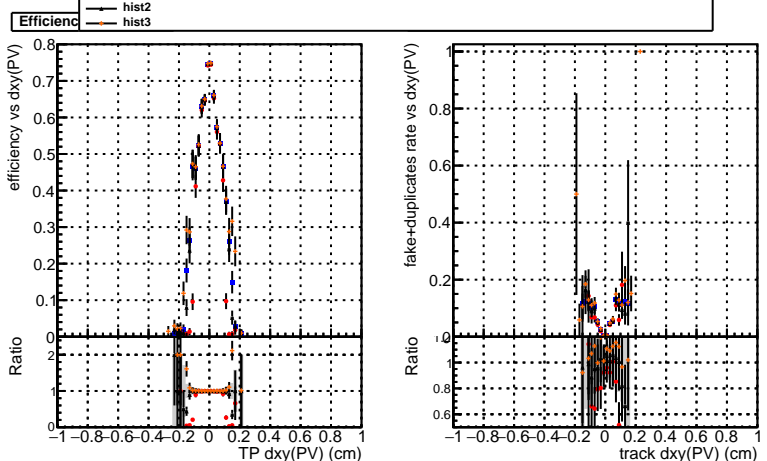 hist2
Efficienc
hist3
efficiency vs dxy(PV)
0.8
0.7
0.6
0.5
0.4
0.3
0.2
0.1
0
Ratio
2
1
0
−1 −0.8 −0.6 −0.4 −0.2 0 0.2 0.4 0.6 0.8 1
TP dxy(PV) (cm)
fake+duplicates rate vs dxy(PV)
1
0.8
0.6
0.4
0.2
Ratio
1
0.8
0.6
−1 −0.8 −0.6 −0.4 −0.2 0 0.2 0.4 0.6 0.8 1
track dxy(PV) (cm)